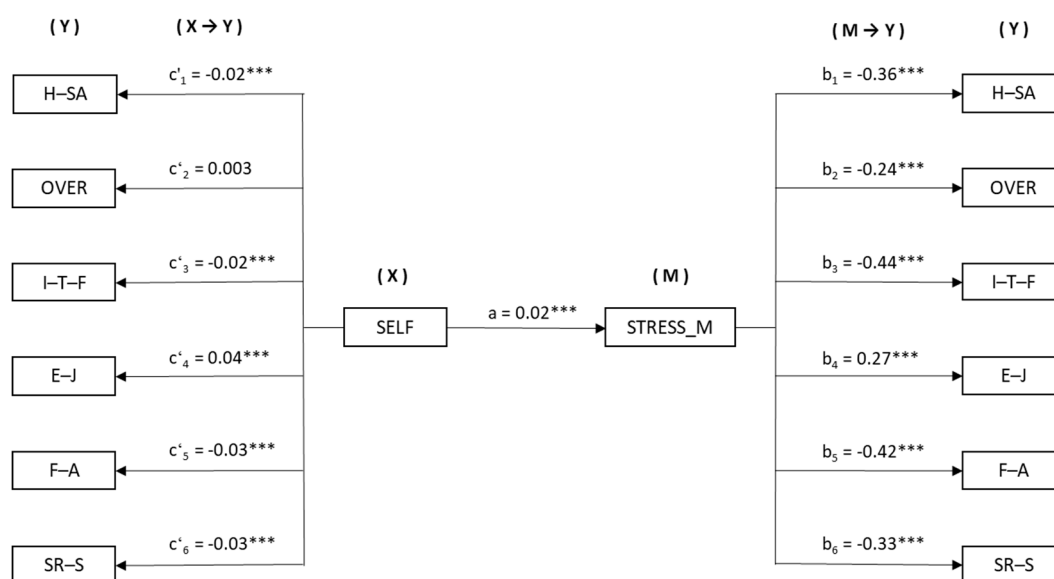 ( Y ) ( X → Y ) ( M → Y ) ( Y )
H–SA c'₁ = -0.02*** b₁ = -0.36*** H–SA
OVER c‘₂ = 0.003 b₂ = -0.24*** OVER
I–T–F c‘₃ = -0.02*** ( X ) ( M ) b₃ = -0.44*** I–T–F
SELF a = 0.02*** STRESS_M
E–J c‘₄ = 0.04*** b₄ = 0.27*** E–J
F–A c‘₅ = -0.03*** b₅ = -0.42*** F–A
SR–S c‘₆ = -0.03*** b₆ = -0.33*** SR–S